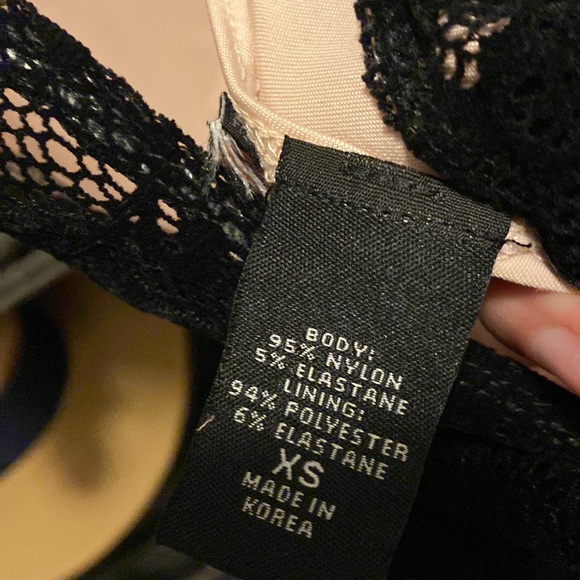 BODY:
95% NYLON
5% ELASTANE
LINING:
94% POLYESTER
6% ELASTANE
XS
MADE IN
KOREA